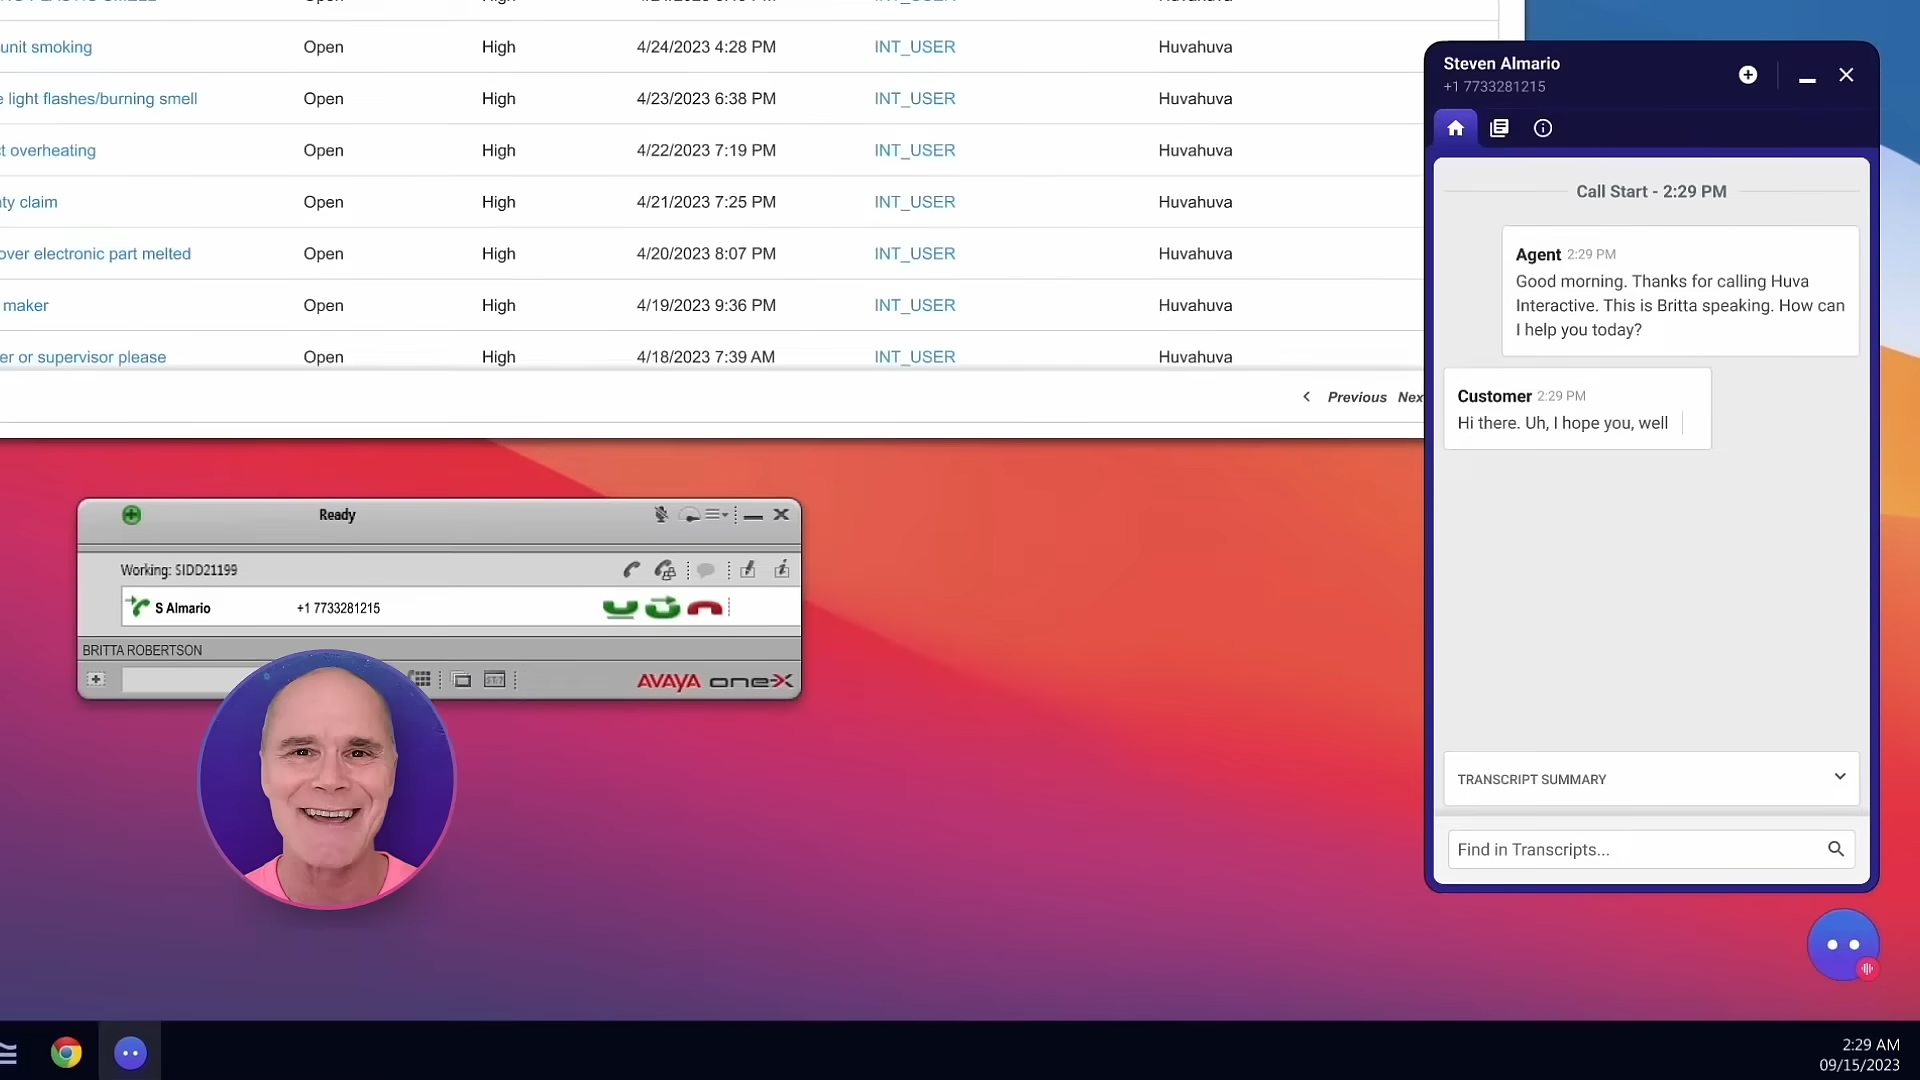 unit smoking Open High 4/24/2023 4:28 PM INT_USER Huvahuva
e light flashes/burning smell Open High 4/23/2023 6:38 PM INT_USER Huvahuva
ct overheating Open High 4/22/2023 7:19 PM INT_USER Huvahuva
nty claim Open High 4/21/2023 7:25 PM INT_USER Huvahuva
over electronic part melted Open High 4/20/2023 8:07 PM INT_USER Huvahuva
maker Open High 4/19/2023 9:36 PM INT_USER Huvahuva
er or supervisor please Open High 4/18/2023 7:39 AM INT_USER Huvahuva
Previous Nex
Steven Almario
+1 7733281215
Call Start - 2:29 PM
Agent 2:29 PM
Good morning. Thanks for calling Huva
Interactive. This is Britta speaking. How can
I help you today?
Customer 2:29 PM
Hi there. Uh, I hope you, well
TRANSCRIPT SUMMARY
Find in Transcripts...
Ready
Working: SIDD21199
S Almario +1 7733281215
BRITTA ROBERTSON
AVAYA one-X
2:29 AM
09/15/2023